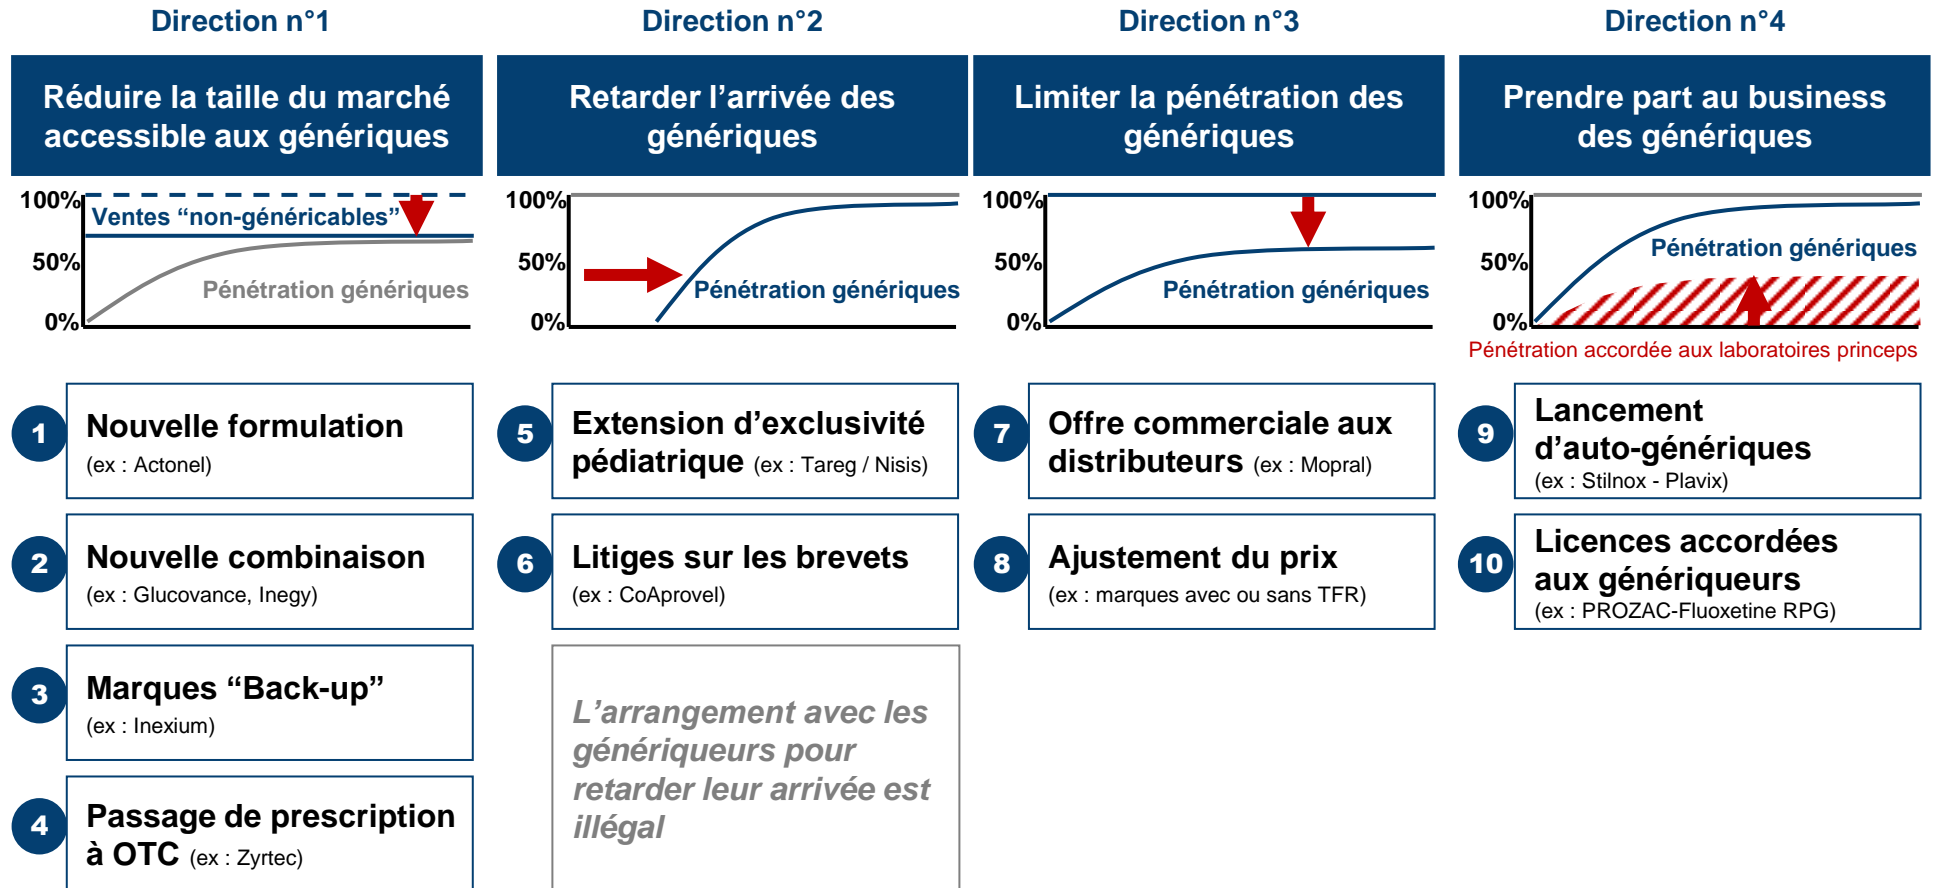 Direction n°1
Réduire la taille du marché
accessible aux génériques
100%
50%
0%
Ventes “non-généricables”
Pénétration génériques
1
Nouvelle formulation
(ex : Actonel)
2
Nouvelle combinaison
(ex : Glucovance, Inegy)
3
Marques “Back-up”
(ex : Inexium)
4
Passage de prescription
à OTC (ex : Zyrtec)
Direction n°2
Retarder l’arrivée des
génériques
100%
50%
0%
Pénétration génériques
5
Extension d’exclusivité
pédiatrique (ex : Tareg / Nisis)
6
Litiges sur les brevets
(ex : CoAprovel)
L’arrangement avec les
génériqueurs pour
retarder leur arrivée est
illégal
Direction n°3
Limiter la pénétration des
génériques
100%
50%
0%
Pénétration génériques
7
Offre commerciale aux
distributeurs (ex : Mopral)
8
Ajustement du prix
(ex : marques avec ou sans TFR)
Direction n°4
Prendre part au business
des génériques
100%
50%
0%
Pénétration génériques
Pénétration accordée aux laboratoires princeps
9
Lancement
d’auto-génériques
(ex : Stilnox - Plavix)
10
Licences accordées
aux génériqueurs
(ex : PROZAC-Fluoxetine RPG)